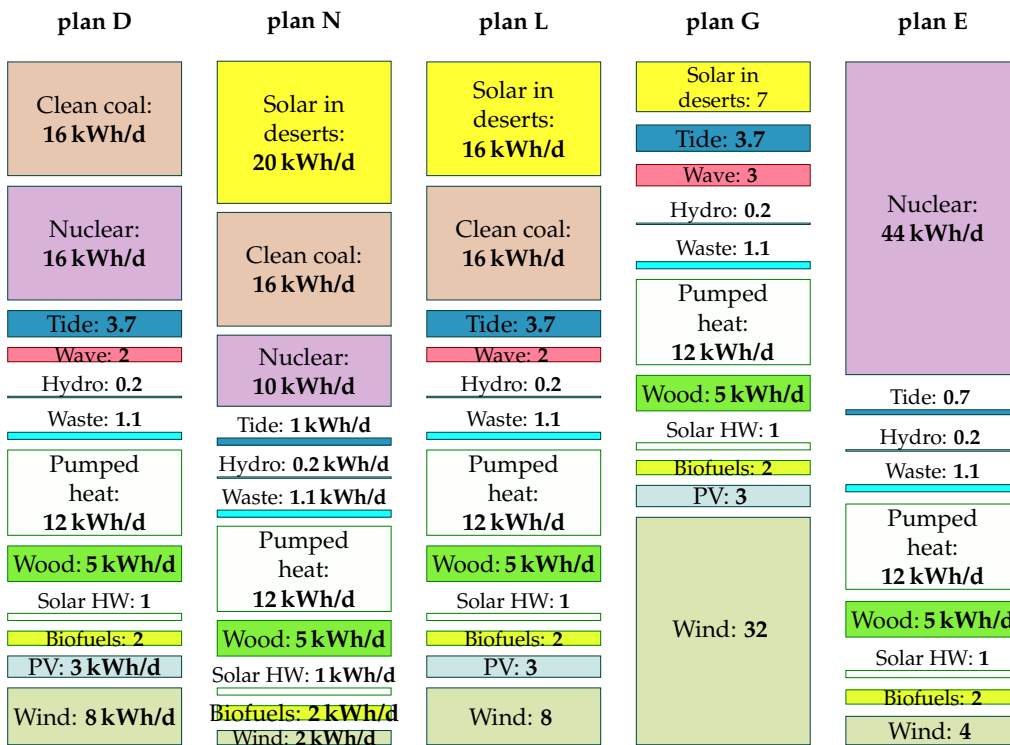 plan D
Clean coal:
16 kWh/d
Nuclear:
16 kWh/d
Tide: 3.7
Wave: 2
Hydro: 0.2
Waste: 1.1
Pumped
heat:
12 kWh/d
Wood: 5 kWh/d
Solar HW: 1
Biofuels: 2
PV: 3 kWh/d
Wind: 8 kWh/d
plan N
Solar in
deserts:
20 kWh/d
Clean coal:
16 kWh/d
Nuclear:
10 kWh/d
Tide: 1 kWh/d
Hydro: 0.2 kWh/d
Waste: 1.1 kWh/d
Pumped
heat:
12 kWh/d
Wood: 5 kWh/d
Solar HW: 1 kWh/d
Biofuels: 2 kWh/d
Wind: 2 kWh/d
plan L
Solar in
deserts:
16 kWh/d
Clean coal:
16 kWh/d
Tide: 3.7
Wave: 2
Hydro: 0.2
Waste: 1.1
Pumped
heat:
12 kWh/d
Wood: 5 kWh/d
Solar HW: 1
Biofuels: 2
PV: 3
Wind: 8
plan G
Solar in
deserts: 7
Tide: 3.7
Wave: 3
Hydro: 0.2
Waste: 1.1
Pumped
heat:
12 kWh/d
Wood: 5 kWh/d
Solar HW: 1
Biofuels: 2
PV: 3
Wind: 32
plan E
Nuclear:
44 kWh/d
Tide: 0.7
Hydro: 0.2
Waste: 1.1
Pumped
heat:
12 kWh/d
Wood: 5 kWh/d
Solar HW: 1
Biofuels: 2
Wind: 4